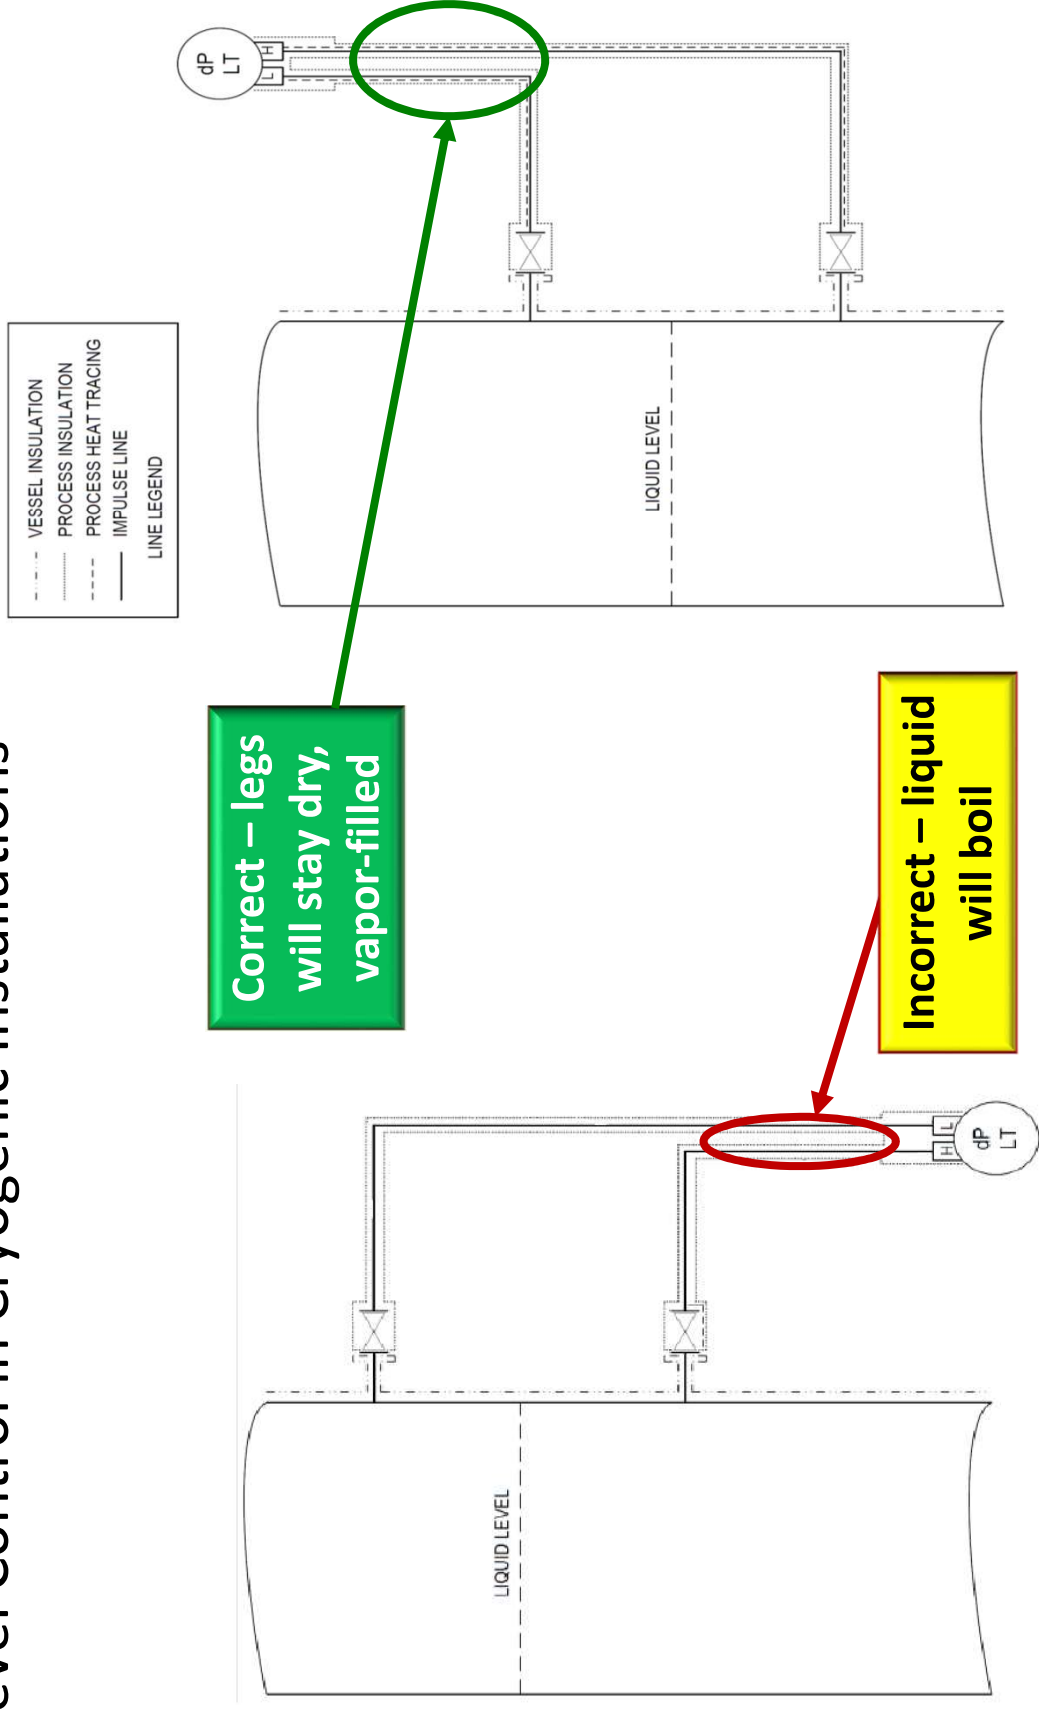 evel Control in Cryogenic Installations
VESSEL INSULATION
PROCESS INSULATION
PROCESS HEAT TRACING
IMPULSE LINE
LINE LEGEND
Correct – legs
will stay dry,
vapor-filled
dP
LT
L
H
LIQUID LEVEL
LIQUID LEVEL
Incorrect – liquid
will boil
H
L
dP
LT